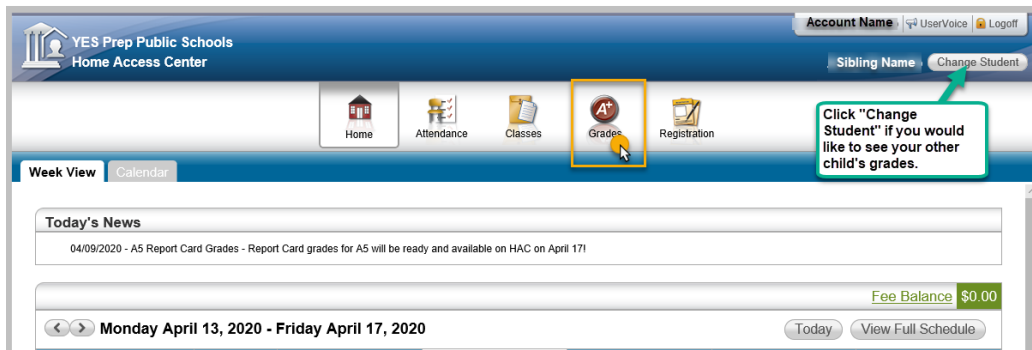 Account Name UserVoice Logoff
YES Prep Public Schools
Home Access Center
Sibling Name Change Student
Home Attendance Classes Grades Registration
Click "Change
Student" if you would
like to see your other
child's grades.
Week View Calendar
Today's News
04/09/2020 - A5 Report Card Grades - Report Card grades for A5 will be ready and available on HAC on April 17!
Fee Balance $0.00
Monday April 13, 2020 - Friday April 17, 2020 Today View Full Schedule